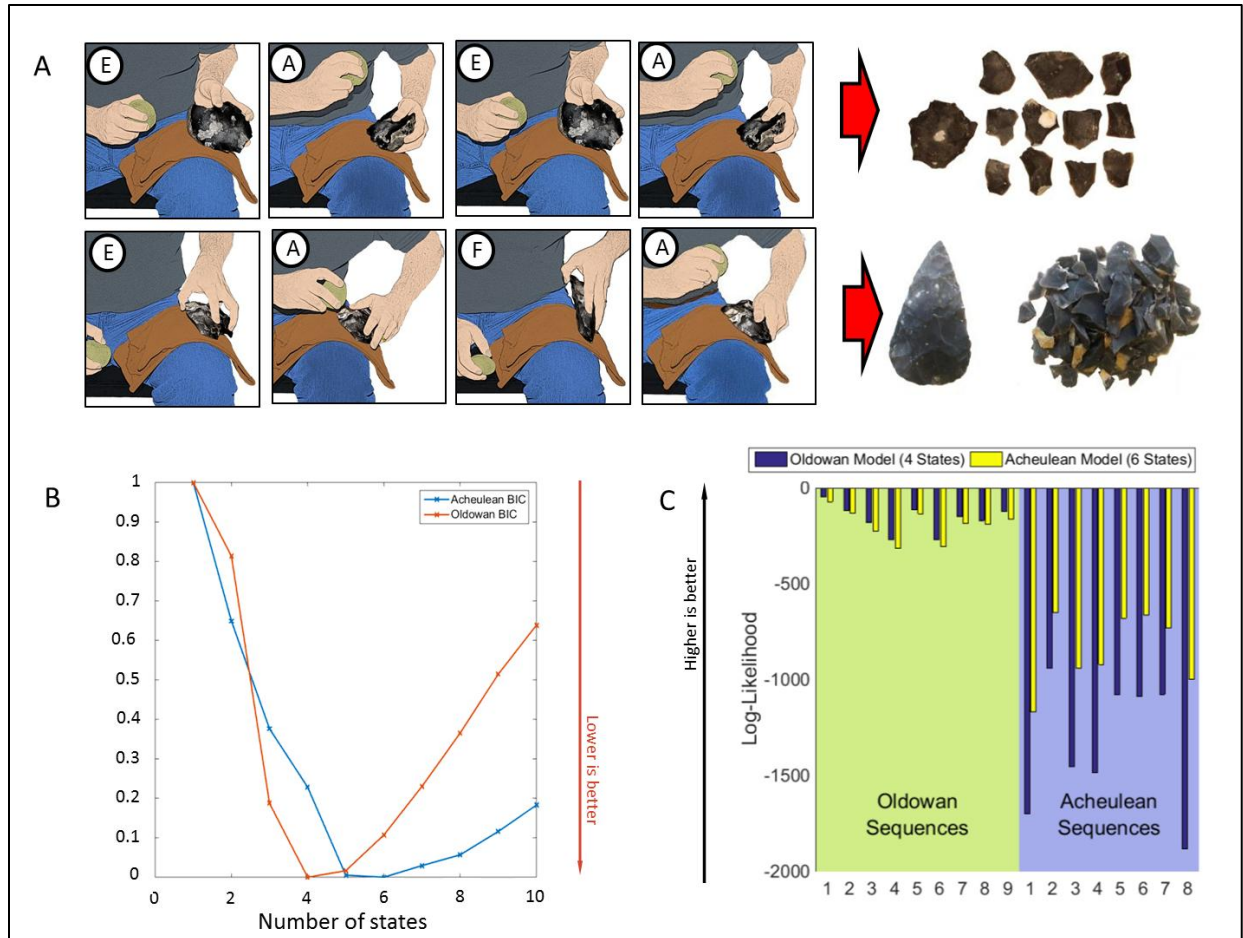 A
E
A
E
A
E
A
F
A
B
1
0.9
0.8
0.7
0.6
0.5
0.4
0.3
0.2
0.1
0
0 2 4 6 8 10
Number of states
Acheulean BIC
Oldowan BIC
Lower is better
C
Oldowan Model (4 States)
Acheulean Model (6 States)
Higher is better
Log-Likelihood
0
-500
-1000
-1500
-2000
Oldowan
Sequences
Acheulean
Sequences
1 2 3 4 5 6 7 8 9 1 2 3 4 5 6 7 8